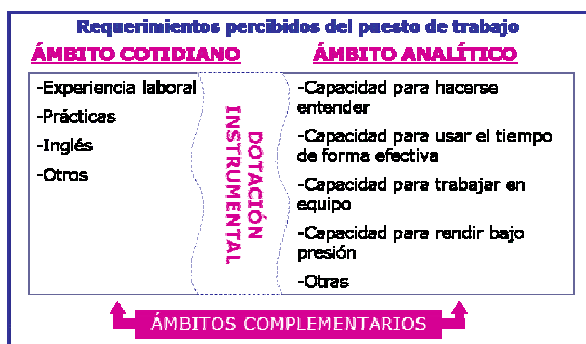 Requerimientos percibidos del puesto de trabajo
ÁMBITO COTIDIANO
-Experiencia laboral
-Prácticas
-Inglés
-Otros
DOTACIÓN
INSTRUMENTAL
ÁMBITO ANALÍTICO
-Capacidad para hacerse
entender
-Capacidad para usar el tiempo
de forma efectiva
-Capacidad para trabajar en
equipo
-Capacidad para rendir bajo
presión
-Otras
ÁMBITOS COMPLEMENTARIOS